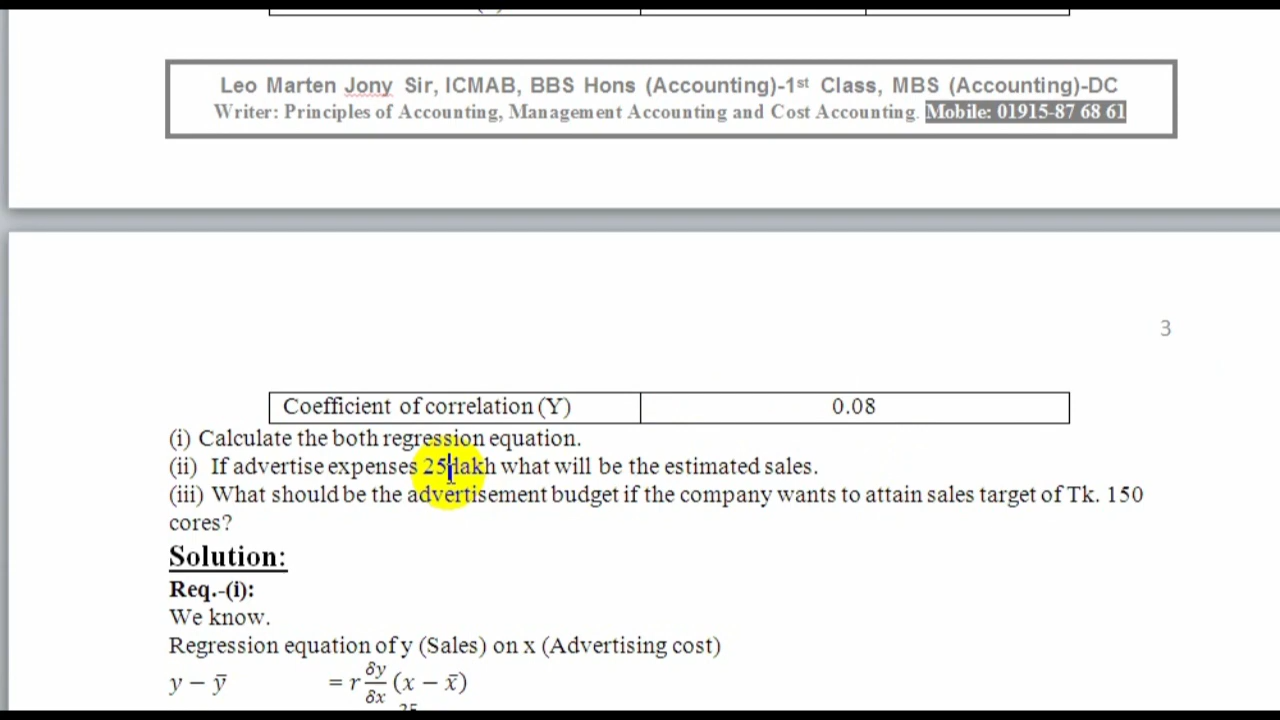 Leo Marten Jony Sir, ICMAB, BBS Hons (Accounting)-1st Class, MBS (Accounting)-DC
Writer: Principles of Accounting, Management Accounting and Cost Accounting. Mobile: 01915-87 68 61
3
Coefficient of correlation (Y) 0.08
(i) Calculate the both regression equation.
(ii) If advertise expenses 25 lakh what will be the estimated sales.
(iii) What should be the advertisement budget if the company wants to attain sales target of Tk. 150
cores?
Solution:
Req.-(i):
We know.
Regression equation of y (Sales) on x (Advertising cost)
y − ȳ = r δy/δx (x − x̄)